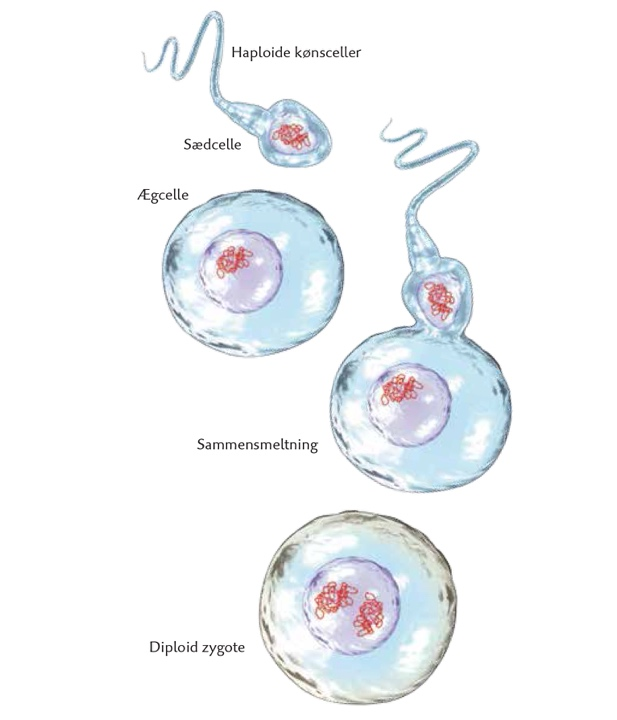 Haploide kønsceller
Sædcelle
Ægcelle
Sammensmeltning
Diploid zygote